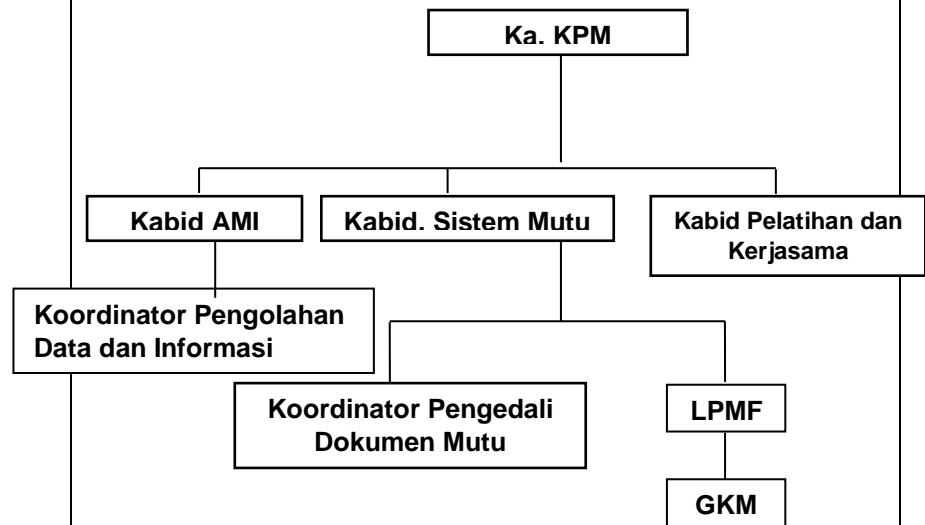 Ka. KPM
Kabid AMI
Kabid. Sistem Mutu
Kabid Pelatihan dan
Kerjasama
Koordinator Pengolahan
Data dan Informasi
Koordinator Pengedali
Dokumen Mutu
LPMF
GKM